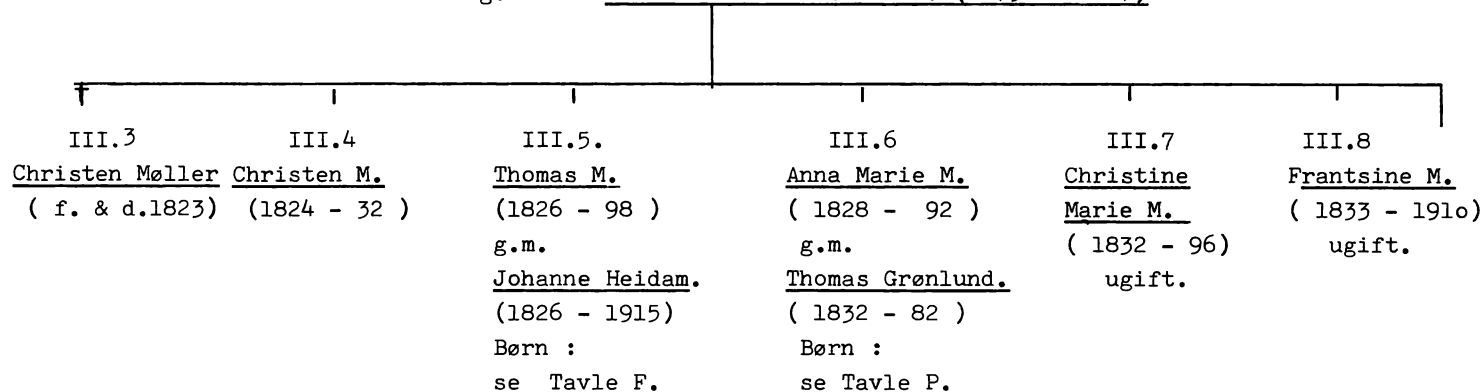 III.3
Christen Møller
( f. & d.1823)
III.4
Christen M.
(1824 - 32 )
III.5.
Thomas M.
(1826 - 98 )
g.m.
Johanne Heidam.
(1826 - 1915)
Børn :
se Tavle F.
III.6
Anna Marie M.
( 1828 - 92 )
g.m.
Thomas Grønlund.
( 1832 - 82 )
Børn :
se Tavle P.
III.7
Christine
Marie M.
( 1832 - 96)
ugift.
III.8
Frantsine M.
( 1833 - 191o)
ugift.